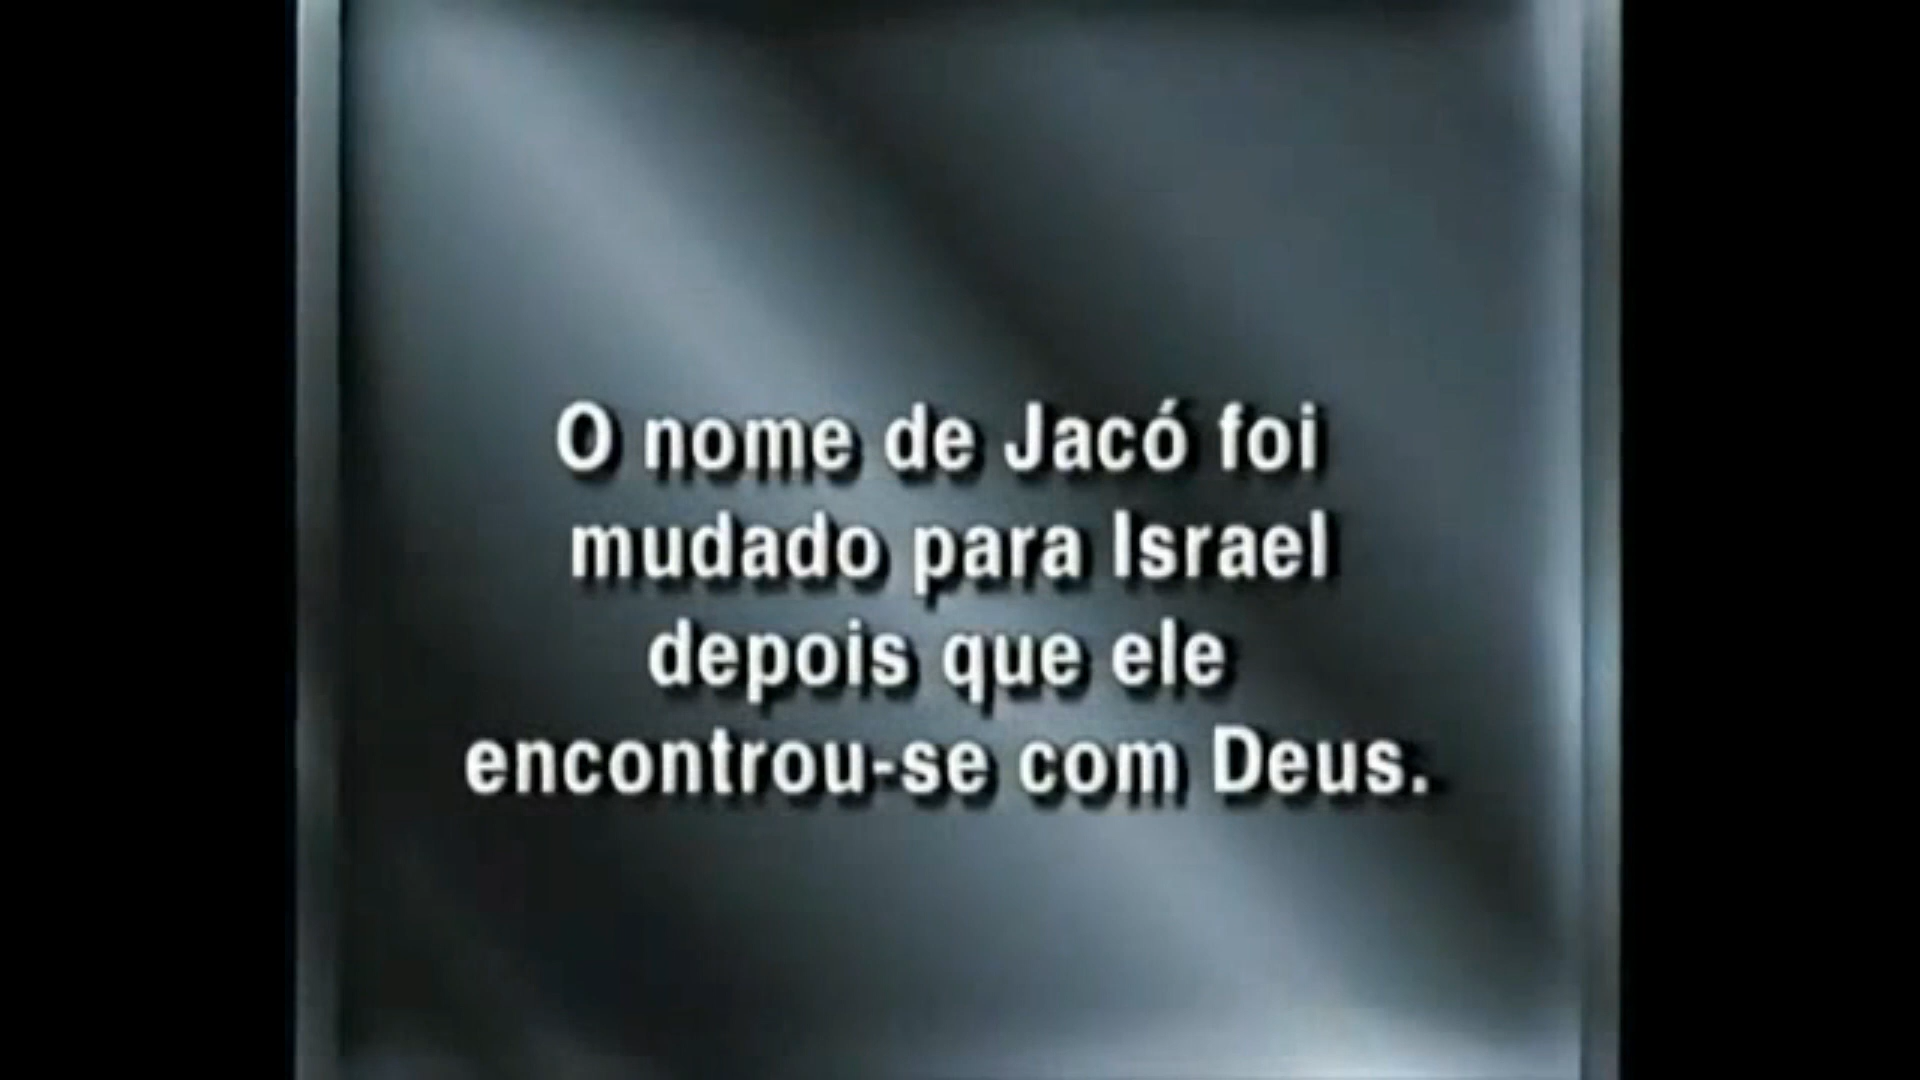 O nome de Jacó foi
mudado para Israel
depois que ele
encontrou-se com Deus.